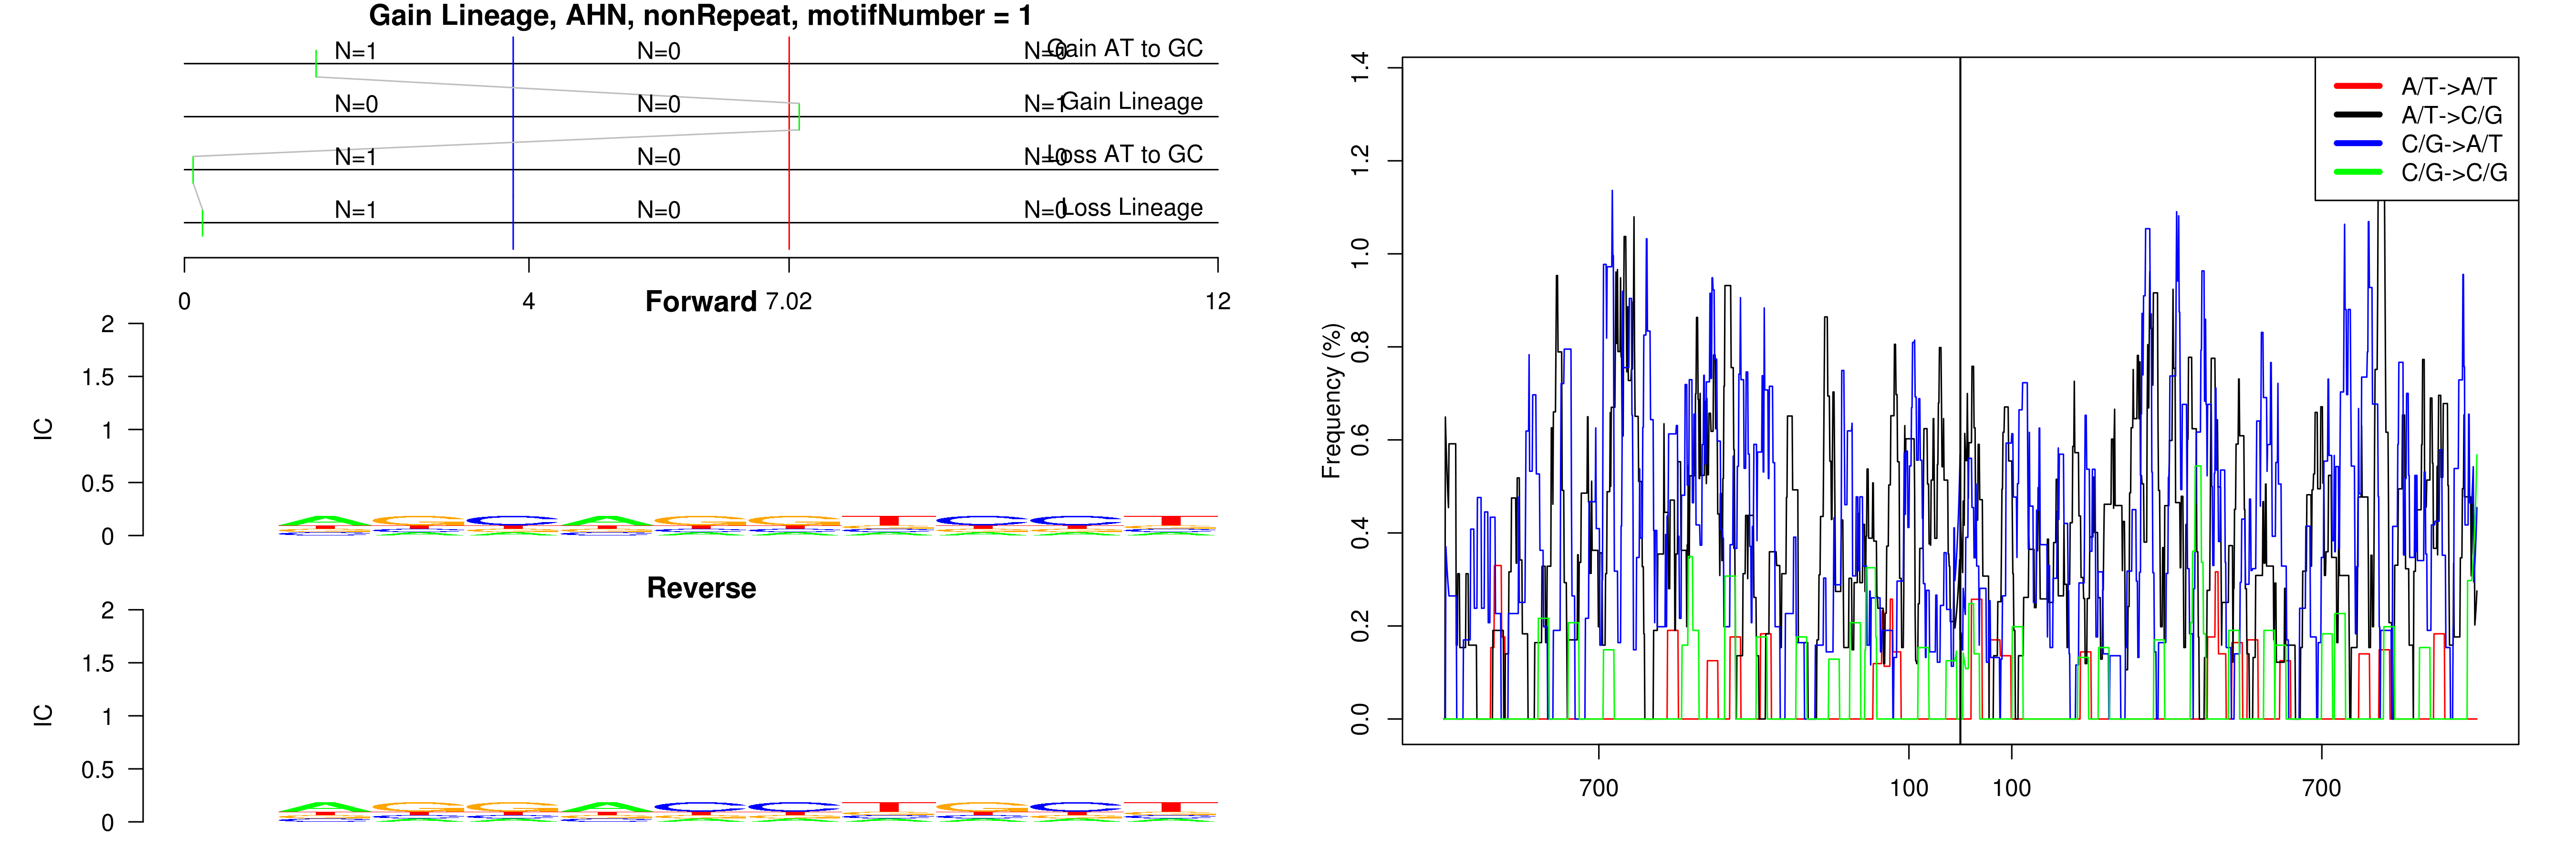 Gain Lineage, AHN, nonRepeat, motifNumber = 1
N=1 N=0 N=0 Gain AT to GC
N=0 N=0 N=1 Gain Lineage
N=1 N=0 N=0 Loss AT to GC
N=1 N=0 N=0 Loss Lineage
0 4 7.02 12
Forward
2
1.5
1
0.5
0
IC
A G C A G G T C C T
Reverse
2
1.5
1
0.5
0
IC
A G G A C C T G C T
1.4
1.2
1.0
0.8
0.6
0.4
0.2
0.0
Frequency (%)
A/T->A/T
A/T->C/G
C/G->A/T
C/G->C/G
700 100 100 700